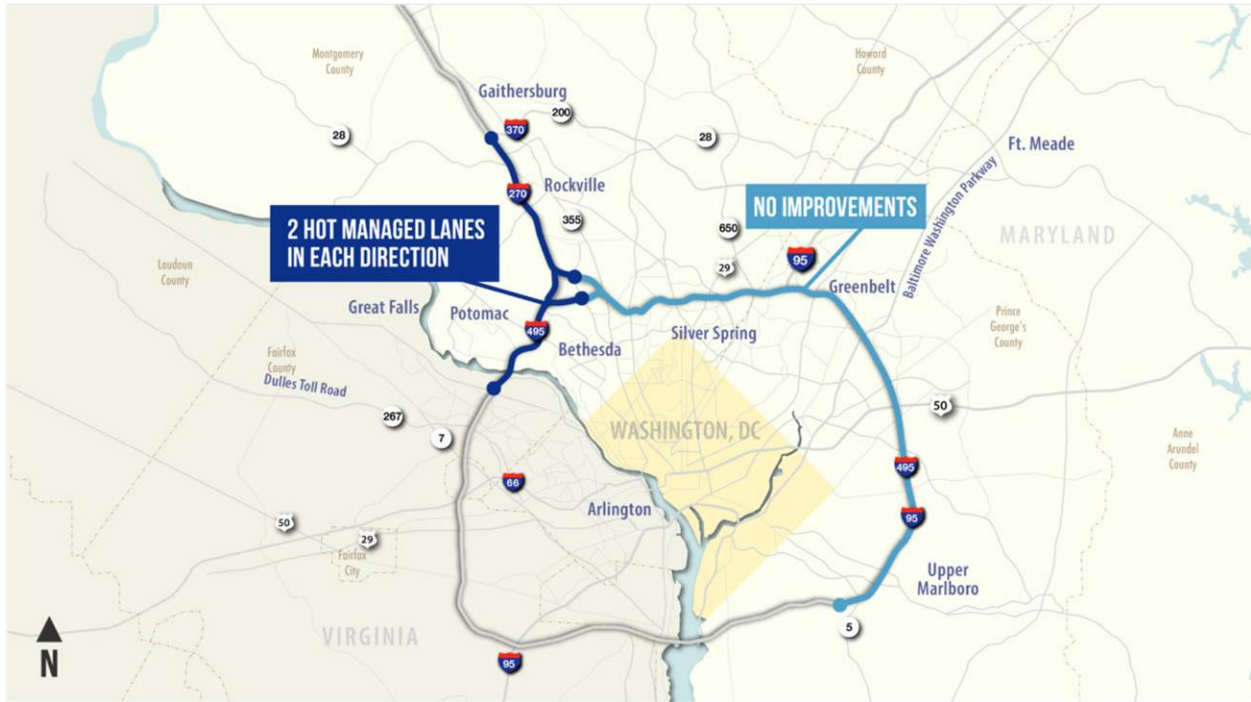 Montgomery
County
Howard
County
Gaithersburg
200
370
28
28
Ft. Meade
Rockville
270
Baltimore Washington Parkway
NO IMPROVEMENTS
2 HOT MANAGED LANES
IN EACH DIRECTION
355
650
MARYLAND
29
95
Loudoun
County
Greenbelt
Great Falls
Potomac
495
Silver Spring
Prince
George's
County
Bethesda
Fairfax
County
Dulles Toll Road
267
7
50
WASHINGTON, DC
Anne
Arundel
County
66
495
Arlington
95
50
29
Fairfax
City
Upper
Marlboro
5
VIRGINIA
N
95